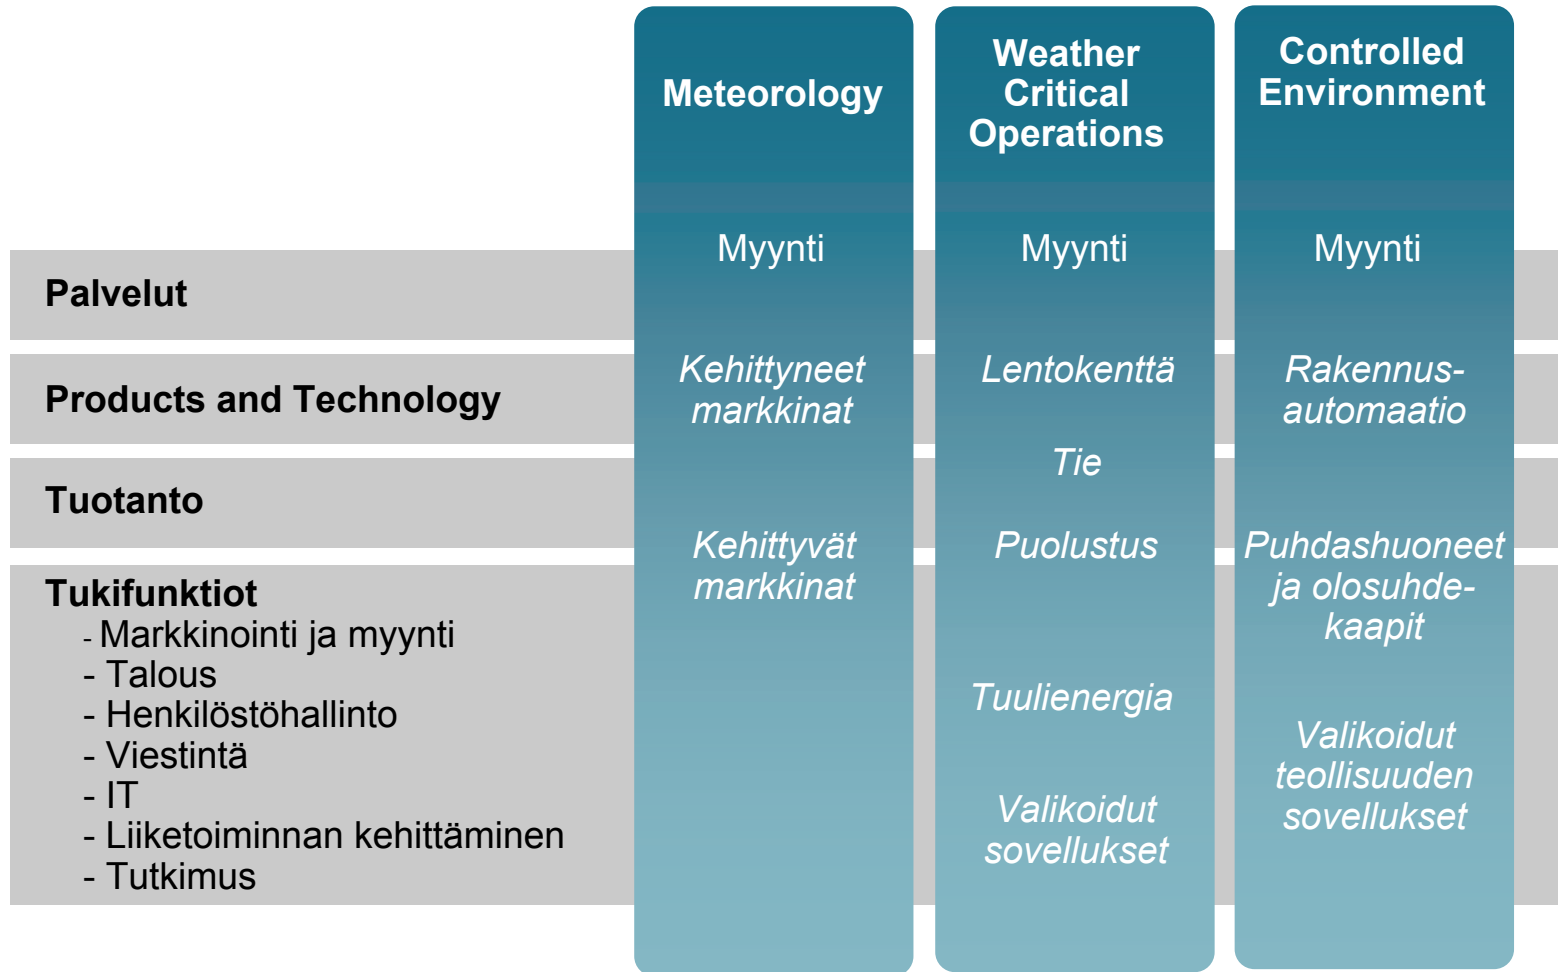 Meteorology
Weather
Critical
Operations
Controlled
Environment
Myynti
Myynti
Myynti
Palvelut
Products and Technology
Kehittyneet
markkinat
Lentokenttä
Rakennus-
automaatio
Tie
Tuotanto
Kehittyvät
markkinat
Puolustus
Puhdashuoneet
ja olosuhde-
kaapit
Tukifunktiot
- Markkinointi ja myynti
- Talous
- Henkilöstöhallinto
- Viestintä
- IT
- Liiketoiminnan kehittäminen
- Tutkimus
Tuulienergia
Valikoidut
sovellukset
Valikoidut
teollisuuden
sovellukset